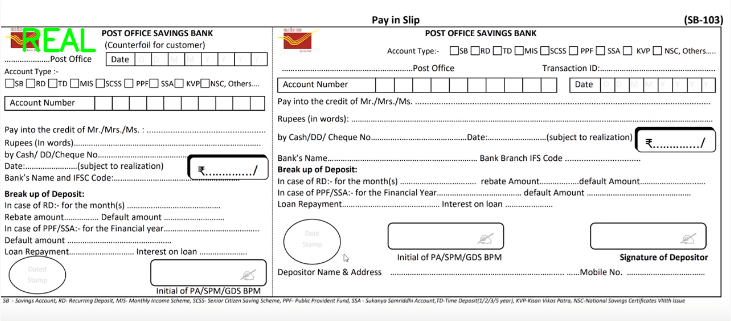 Pay in Slip (SB-103)
REAL
POST OFFICE SAVINGS BANK
(Counterfoil for customer)
......................Post Office Date D D M M Y Y Y Y
Account Type :-
SB RD TD MIS SCSS PPF SSA KVP NSC, Others....
Account Number
Pay into the credit of Mr./Mrs./Ms. : ..............................
Rupees (In words)..............................
by Cash/ DD/Cheque No..............................
Date:..................(subject to realization)
₹............../
Bank's Name and IFSC Code:..............................
Break up of Deposit:
In case of RD:- for the month(s) ..............................
Rebate amount............... Default amount ......................
In case of PPF/SSA:- for the Financial year..............................
Default amount ..............................
Loan Repayment........................... Interest on loan ...................
Dated
Stamp
Initial of PA/SPM/GDS BPM
POST OFFICE SAVINGS BANK
Account Type:- SB RD TD MIS SCSS PPF SSA KVP NSC, Others.....
..............................Post Office Transaction ID:..............................
Account Number Date D D M M Y Y Y Y
Pay into the credit of Mr./Mrs./Ms. ..............................
Rupees (in words): ..............................
by Cash/DD/ Cheque No..............................Date:....................(subject to realization)
₹............../
Bank's Name.............................. Bank Branch IFS Code ..............................
Break up of Deposit:
In case of RD:- for the month(s) ........................ rebate Amount............default Amount......................
In case of PPF/SSA:- for the Financial Year........................... default Amount ..............................
Loan Repayment.............................. Interest on loan ................
Date
Stamp
Initial of PA/SPM/GDS BPM Signature of Depositor
Depositor Name & Address ..............................Mobile No. ..............................
SB - Savings Account, RD- Recurring Deposit, MIS- Monthly Income Scheme, SCSS- Senior Citizen Saving Scheme, PPF- Public Provident Fund, SSA - Sukanya Samriddhi Account,TD-Time Deposit(1/2/3/5 year), KVP-Kisan Vikas Patra, NSC-National Savings Certificates VIIIth Issue